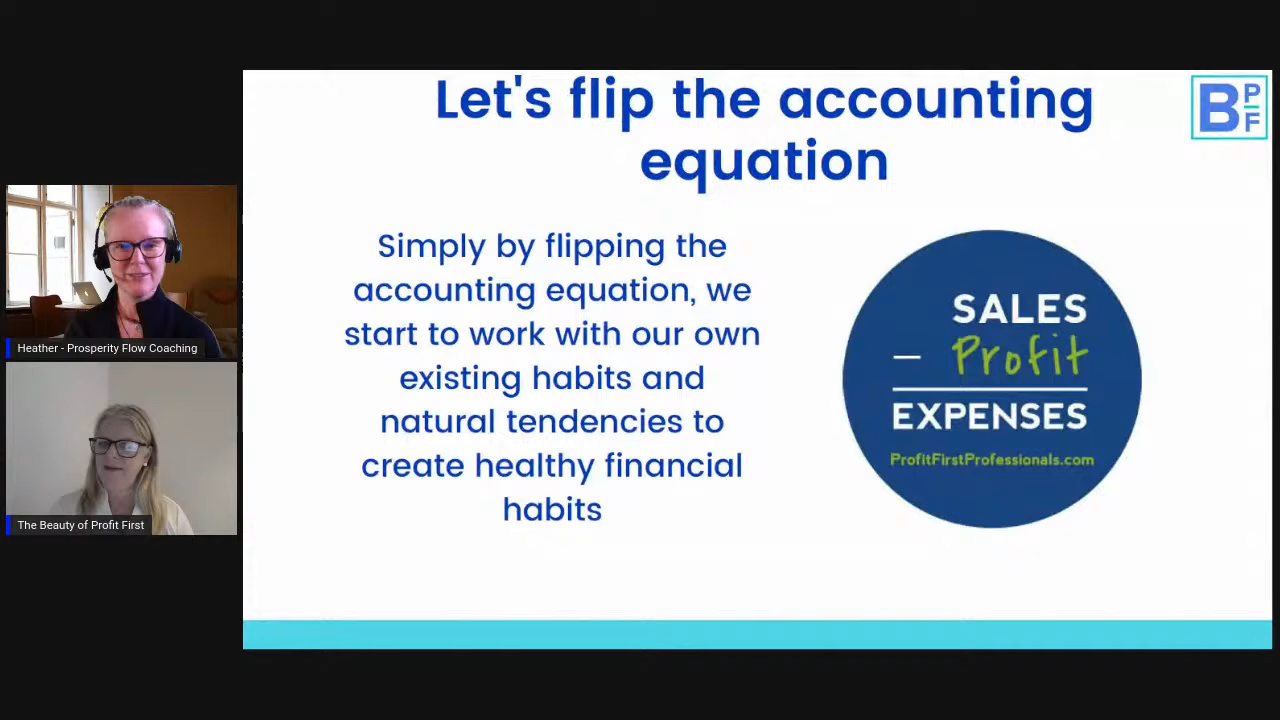 Let's flip the accounting
equation
B P F
Simply by flipping the
accounting equation, we
start to work with our own
existing habits and
natural tendencies to
create healthy financial
habits
SALES
— Profit
EXPENSES
ProfitFirstProfessionals.com
Heather - Prosperity Flow Coaching
The Beauty of Profit First